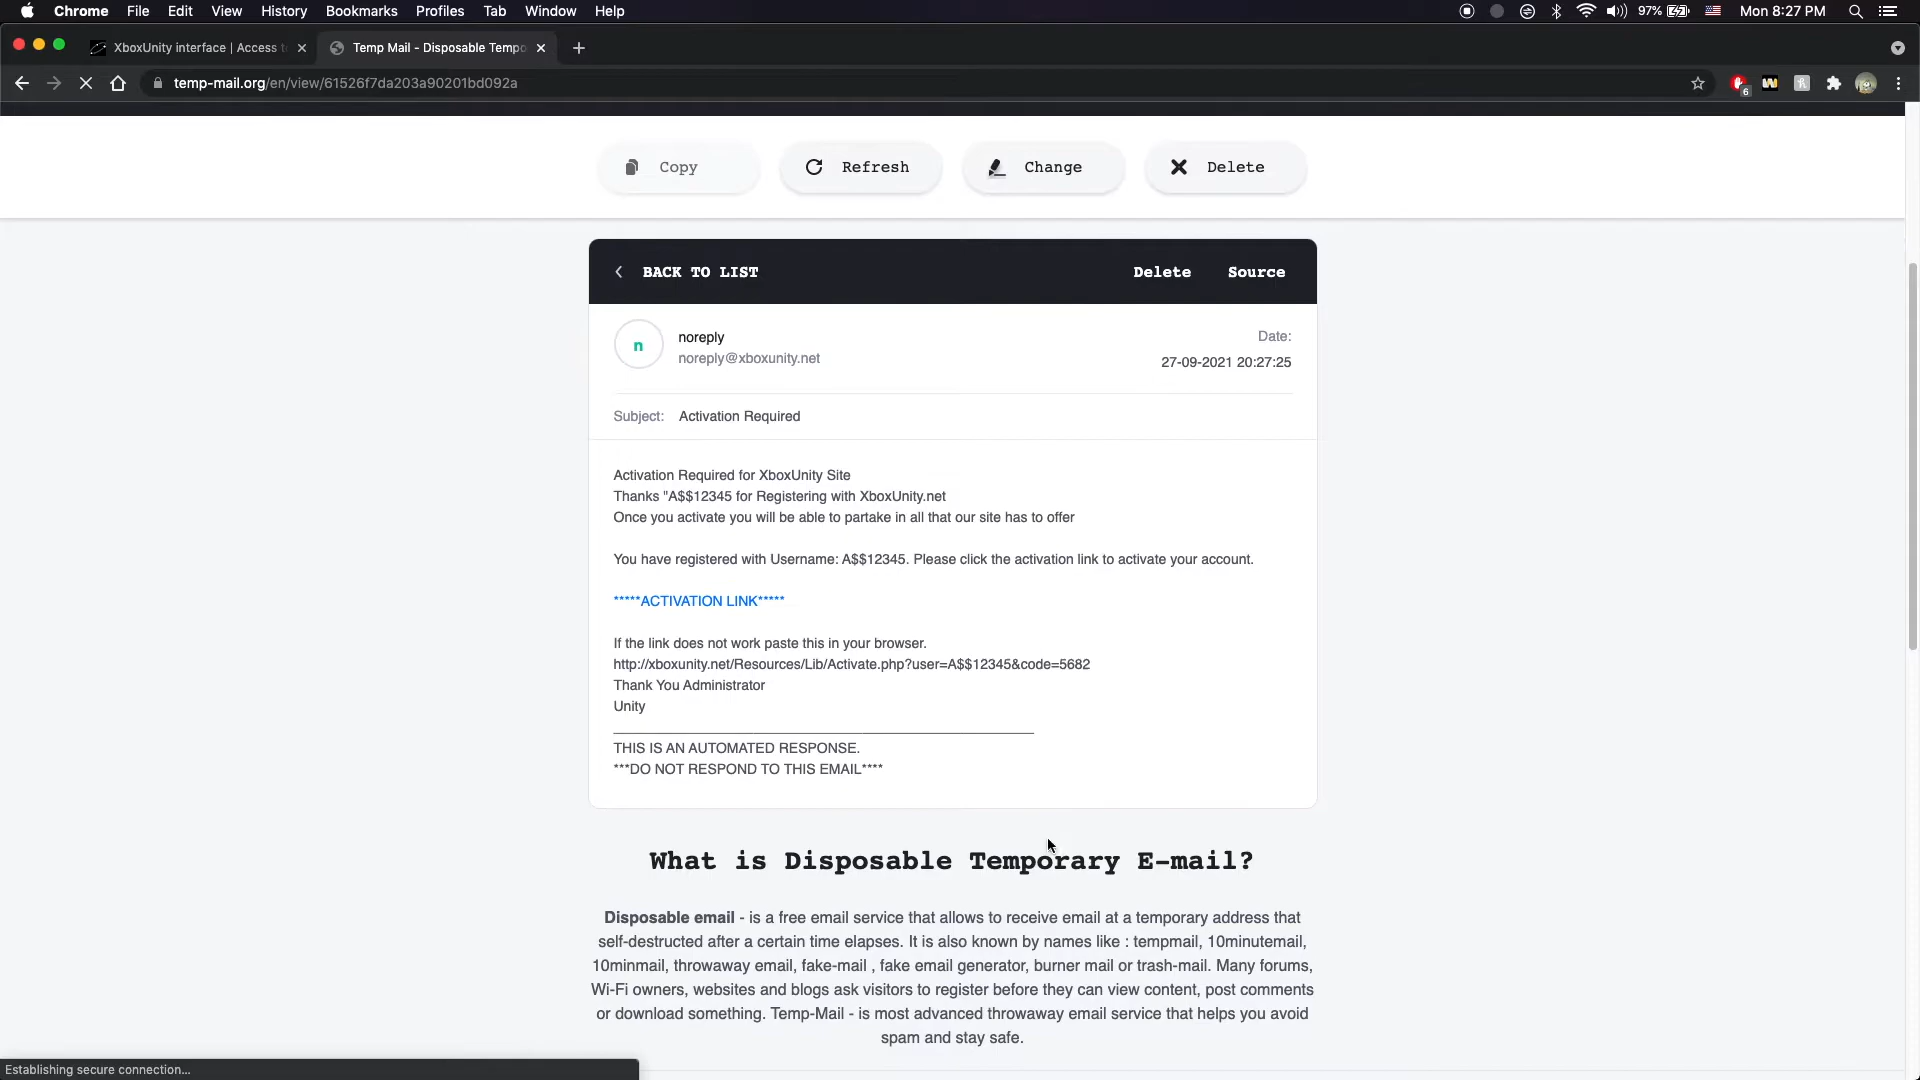 Chrome File Edit View History Bookmarks Profiles Tab Window Help 97% Mon 8:27 PM
XboxUnity interface | Access t
Temp Mail - Disposable Tempo
temp-mail.org/en/view/61526f7da203a90201bd092a
6
Copy
Refresh
Change
Delete
BACK TO LIST
Delete
Source
n
noreply
noreply@xboxunity.net
Date:
27-09-2021 20:27:25
Subject: Activation Required
Activation Required for XboxUnity Site
Thanks "A$$12345 for Registering with XboxUnity.net
Once you activate you will be able to partake in all that our site has to offer
You have registered with Username: A$$12345. Please click the activation link to activate your account.
*****ACTIVATION LINK*****
If the link does not work paste this in your browser.
http://xboxunity.net/Resources/Lib/Activate.php?user=A$$12345&code=5682
Thank You Administrator
Unity
THIS IS AN AUTOMATED RESPONSE.
***DO NOT RESPOND TO THIS EMAIL****
What is Disposable Temporary E-mail?
Disposable email - is a free email service that allows to receive email at a temporary address that
self-destructed after a certain time elapses. It is also known by names like : tempmail, 10minutemail,
10minmail, throwaway email, fake-mail , fake email generator, burner mail or trash-mail. Many forums,
Wi-Fi owners, websites and blogs ask visitors to register before they can view content, post comments
or download something. Temp-Mail - is most advanced throwaway email service that helps you avoid
spam and stay safe.
Establishing secure connection...